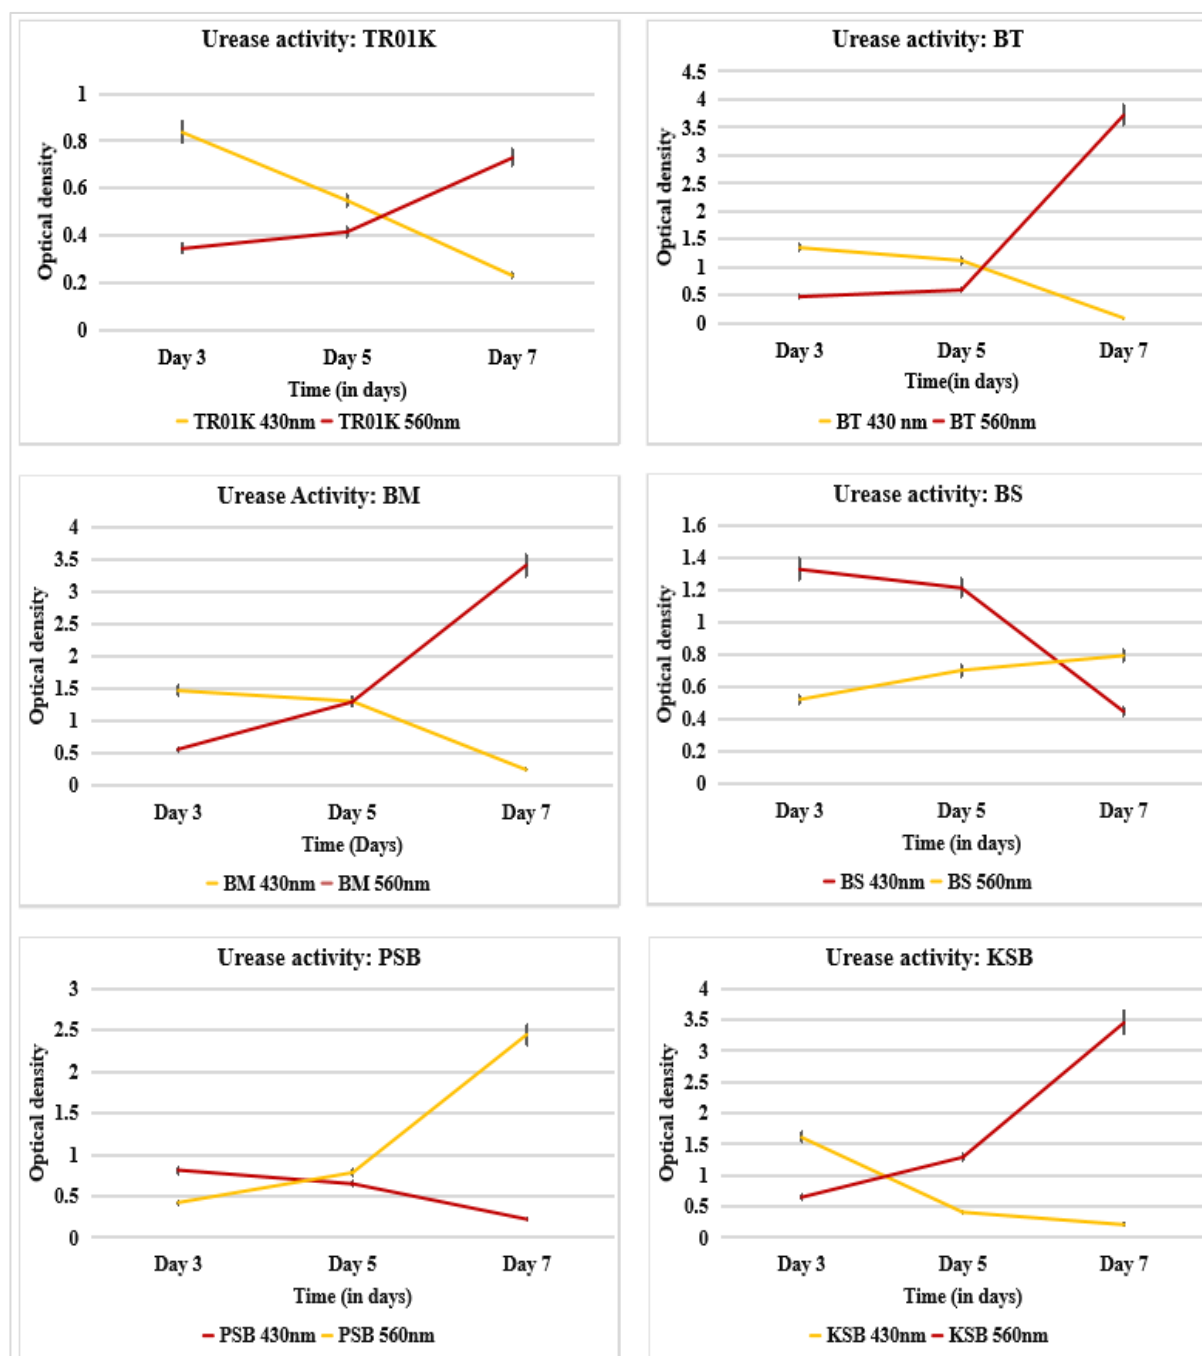 Urease activity: TR01K
1
0.8
0.6
0.4
0.2
0
Optical density
Day 3 Day 5 Day 7
Time (in days)
TR01K 430nm TR01K 560nm
Urease activity: BT
4.5
4
3.5
3
2.5
2
1.5
1
0.5
0
Optical density
Day 3 Day 5 Day 7
Time(in days)
BT 430 nm BT 560nm
Urease Activity: BM
4
3.5
3
2.5
2
1.5
1
0.5
0
Optical density
Day 3 Day 5 Day 7
Time (Days)
BM 430nm BM 560nm
Urease activity: BS
1.6
1.4
1.2
1
0.8
0.6
0.4
0.2
0
Optical density
Day 3 Day 5 Day 7
Time (in days)
BS 430nm BS 560nm
Urease activity: PSB
3
2.5
2
1.5
1
0.5
0
Optical density
Day 3 Day 5 Day 7
Time (in days)
PSB 430nm PSB 560nm
Urease activity: KSB
4
3.5
3
2.5
2
1.5
1
0.5
0
Optical density
Day 3 Day 5 Day 7
Time (in days)
KSB 430nm KSB 560nm